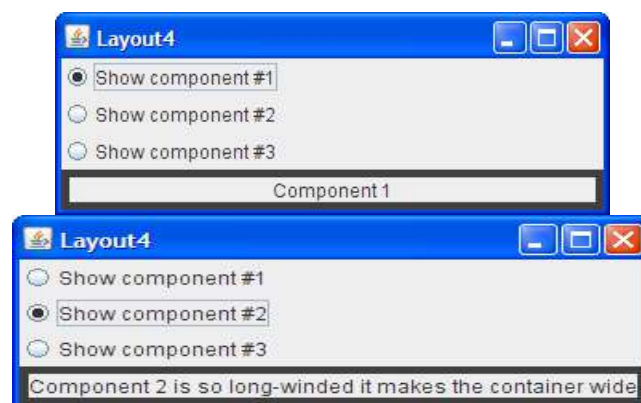 Layout4
Show component #1
Show component #2
Show component #3
Component 1
Layout4
Show component #1
Show component #2
Show component #3
Component 2 is so long-winded it makes the container wide